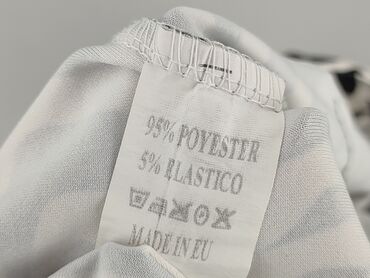 95% POYESTER
5% ELASTICO
MADE IN EU